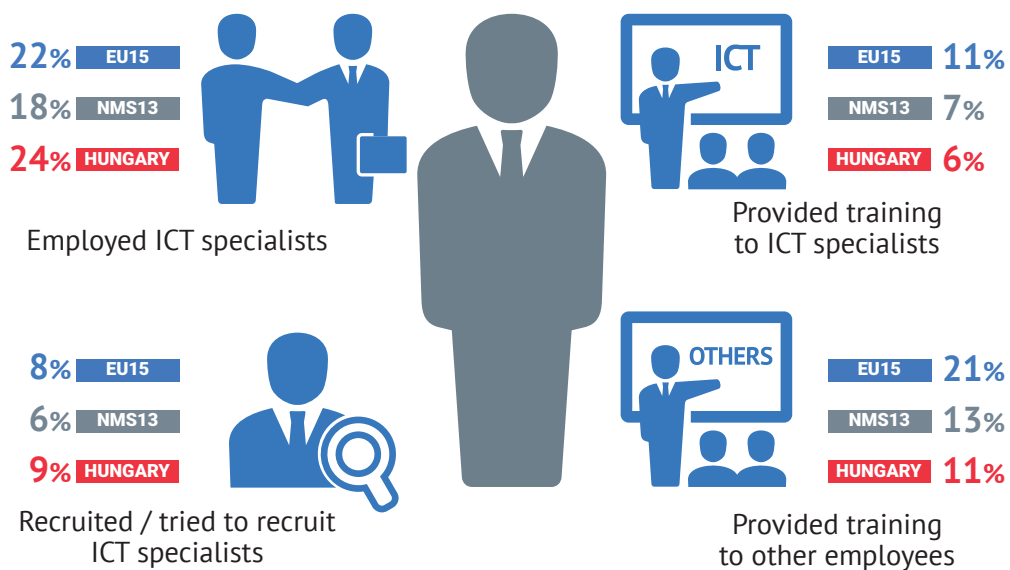 22% EU15
18% NMS13
24% HUNGARY
Employed ICT specialists
ICT
EU15 11%
NMS13 7%
HUNGARY 6%
Provided training
to ICT specialists
8% EU15
6% NMS13
9% HUNGARY
Recruited / tried to recruit
ICT specialists
OTHERS
EU15 21%
NMS13 13%
HUNGARY 11%
Provided training
to other employees